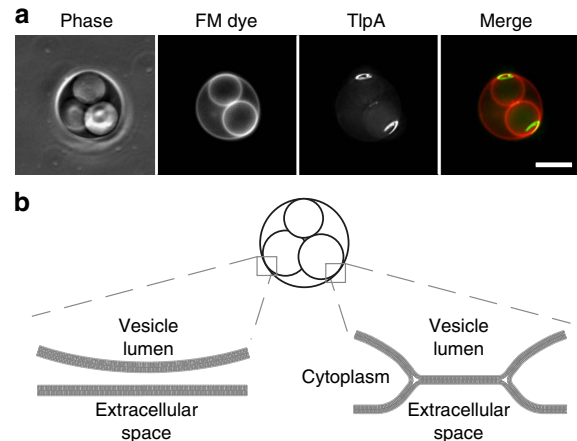 a
Phase FM dye TlpA Merge
b
Vesicle
lumen
Extracellular
space
Vesicle
lumen
Cytoplasm
Extracellular
space